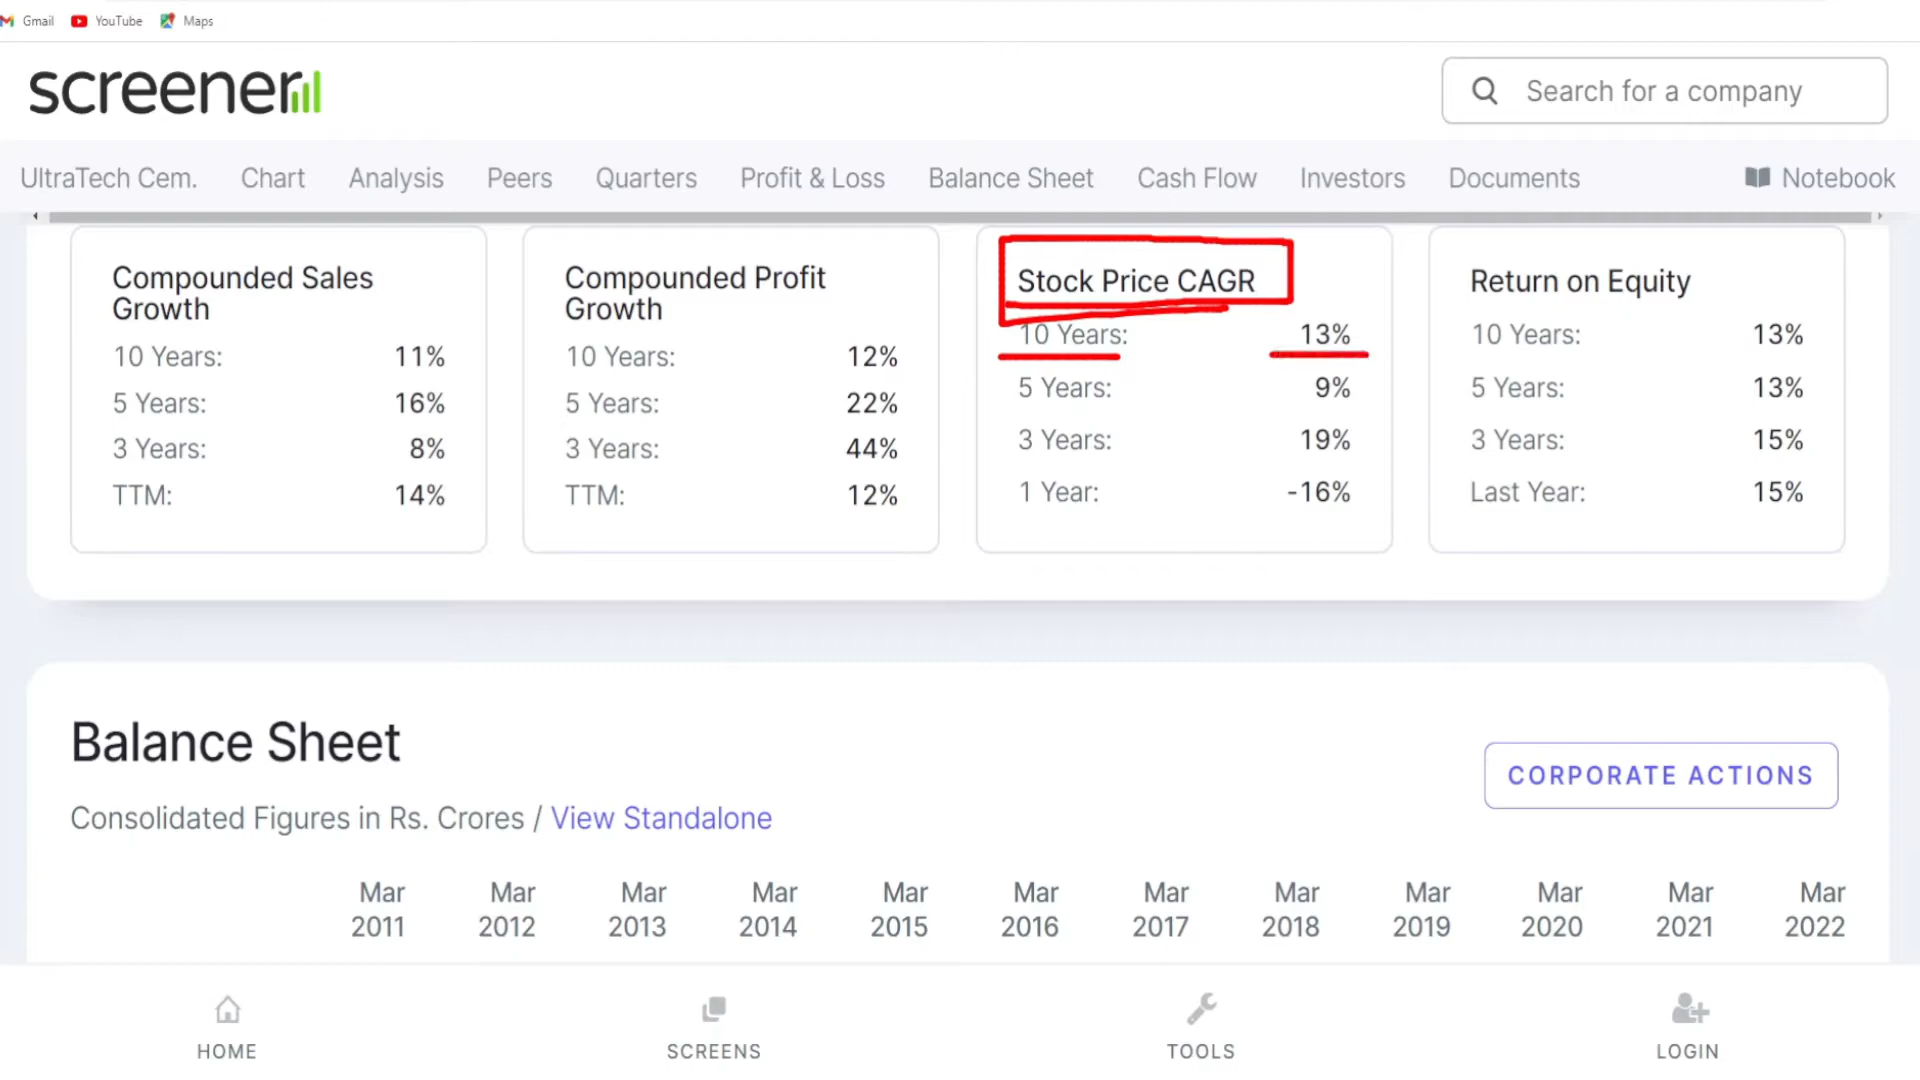 Gmail YouTube Maps
screener
Search for a company
UltraTech Cem. Chart Analysis Peers Quarters Profit & Loss Balance Sheet Cash Flow Investors Documents Notebook
Compounded Sales
Growth
10 Years: 11%
5 Years: 16%
3 Years: 8%
TTM: 14%
Compounded Profit
Growth
10 Years: 12%
5 Years: 22%
3 Years: 44%
TTM: 12%
Stock Price CAGR
10 Years: 13%
5 Years: 9%
3 Years: 19%
1 Year: -16%
Return on Equity
10 Years: 13%
5 Years: 13%
3 Years: 15%
Last Year: 15%
Balance Sheet
CORPORATE ACTIONS
Consolidated Figures in Rs. Crores / View Standalone
Mar Mar Mar Mar Mar Mar Mar Mar Mar Mar Mar Mar
2011 2012 2013 2014 2015 2016 2017 2018 2019 2020 2021 2022
HOME SCREENS TOOLS LOGIN